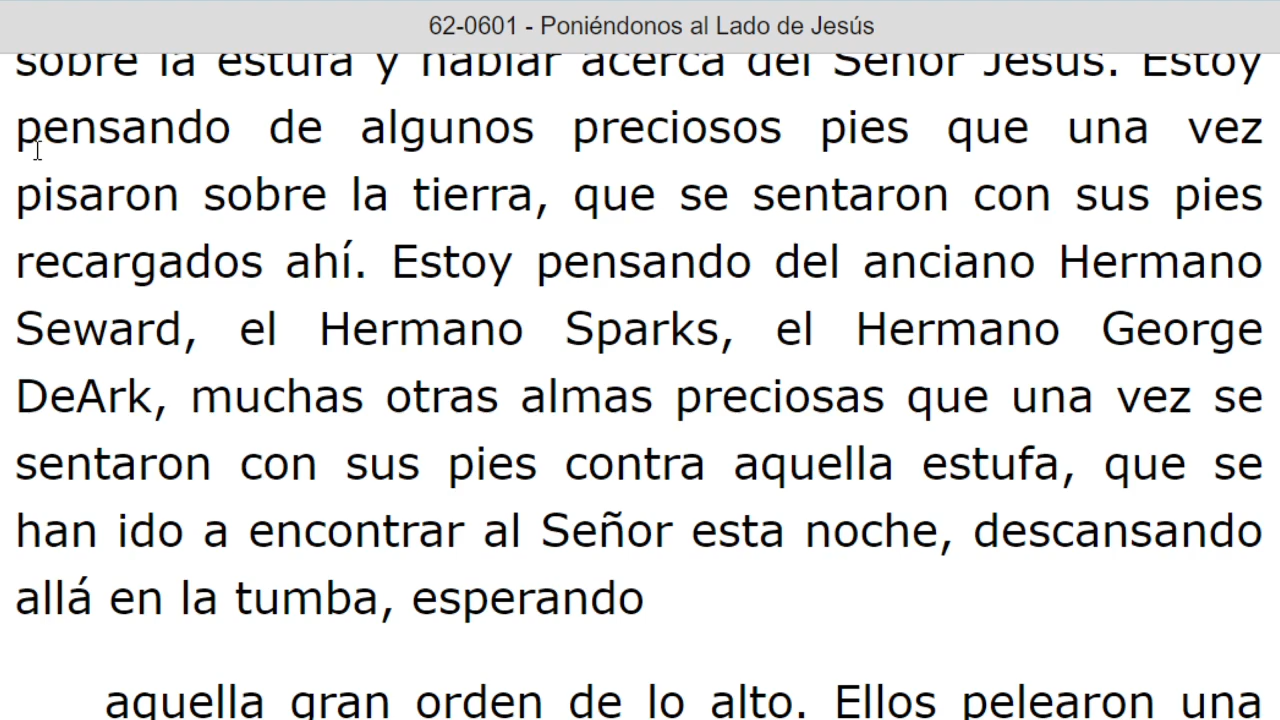 62-0601 - Poniéndonos al Lado de Jesús
sobre la estufa y hablar acerca del Señor Jesús. Estoy
pensando de algunos preciosos pies que una vez
pisaron sobre la tierra, que se sentaron con sus pies
recargados ahí. Estoy pensando del anciano Hermano
Seward, el Hermano Sparks, el Hermano George
DeArk, muchas otras almas preciosas que una vez se
sentaron con sus pies contra aquella estufa, que se
han ido a encontrar al Señor esta noche, descansando
allá en la tumba, esperando
aquella gran orden de lo alto. Ellos pelearon una